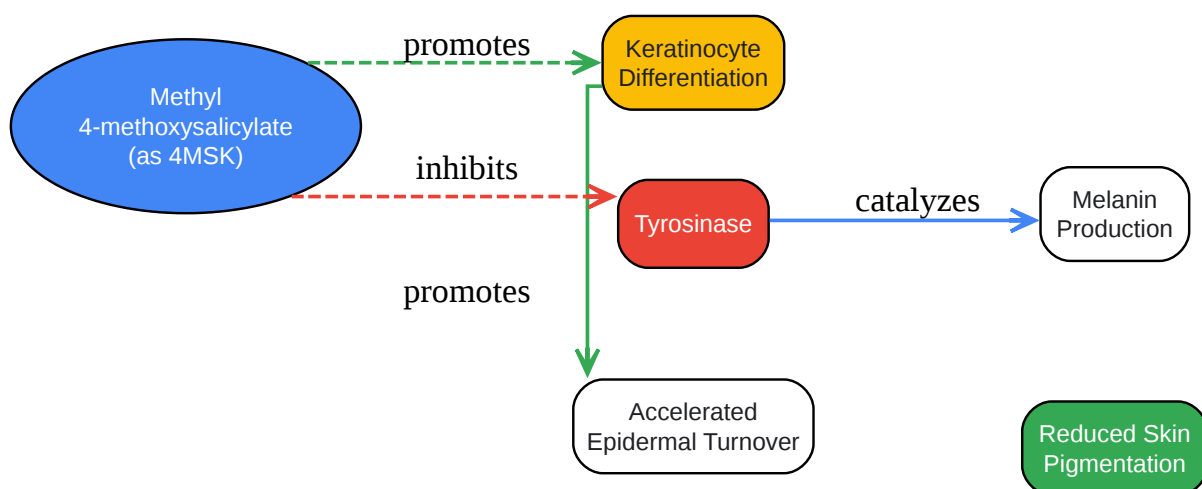 promotes
Keratinocyte
Differentiation
Methyl
4-methoxysalicylate
(as 4MSK)
inhibits
Tyrosinase
catalyzes
Melanin
Production
promotes
Accelerated
Epidermal Turnover
Reduced Skin
Pigmentation